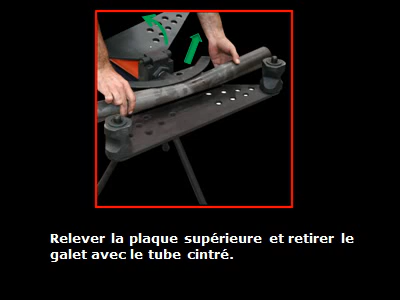 Relever la plaque supérieure et retirer le
galet avec le tube cintré.